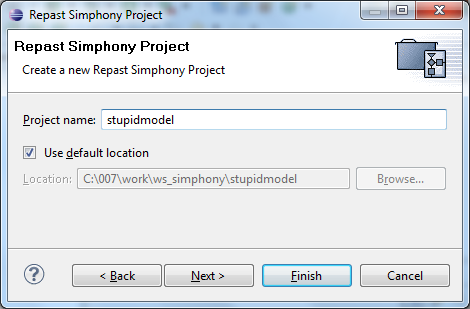 Repast Simphony Project
Repast Simphony Project
Create a new Repast Simphony Project
Project name: stupidmodel
Use default location
Location: C:\007\work\ws_simphony\stupidmodel Browse...
? < Back Next > Finish Cancel